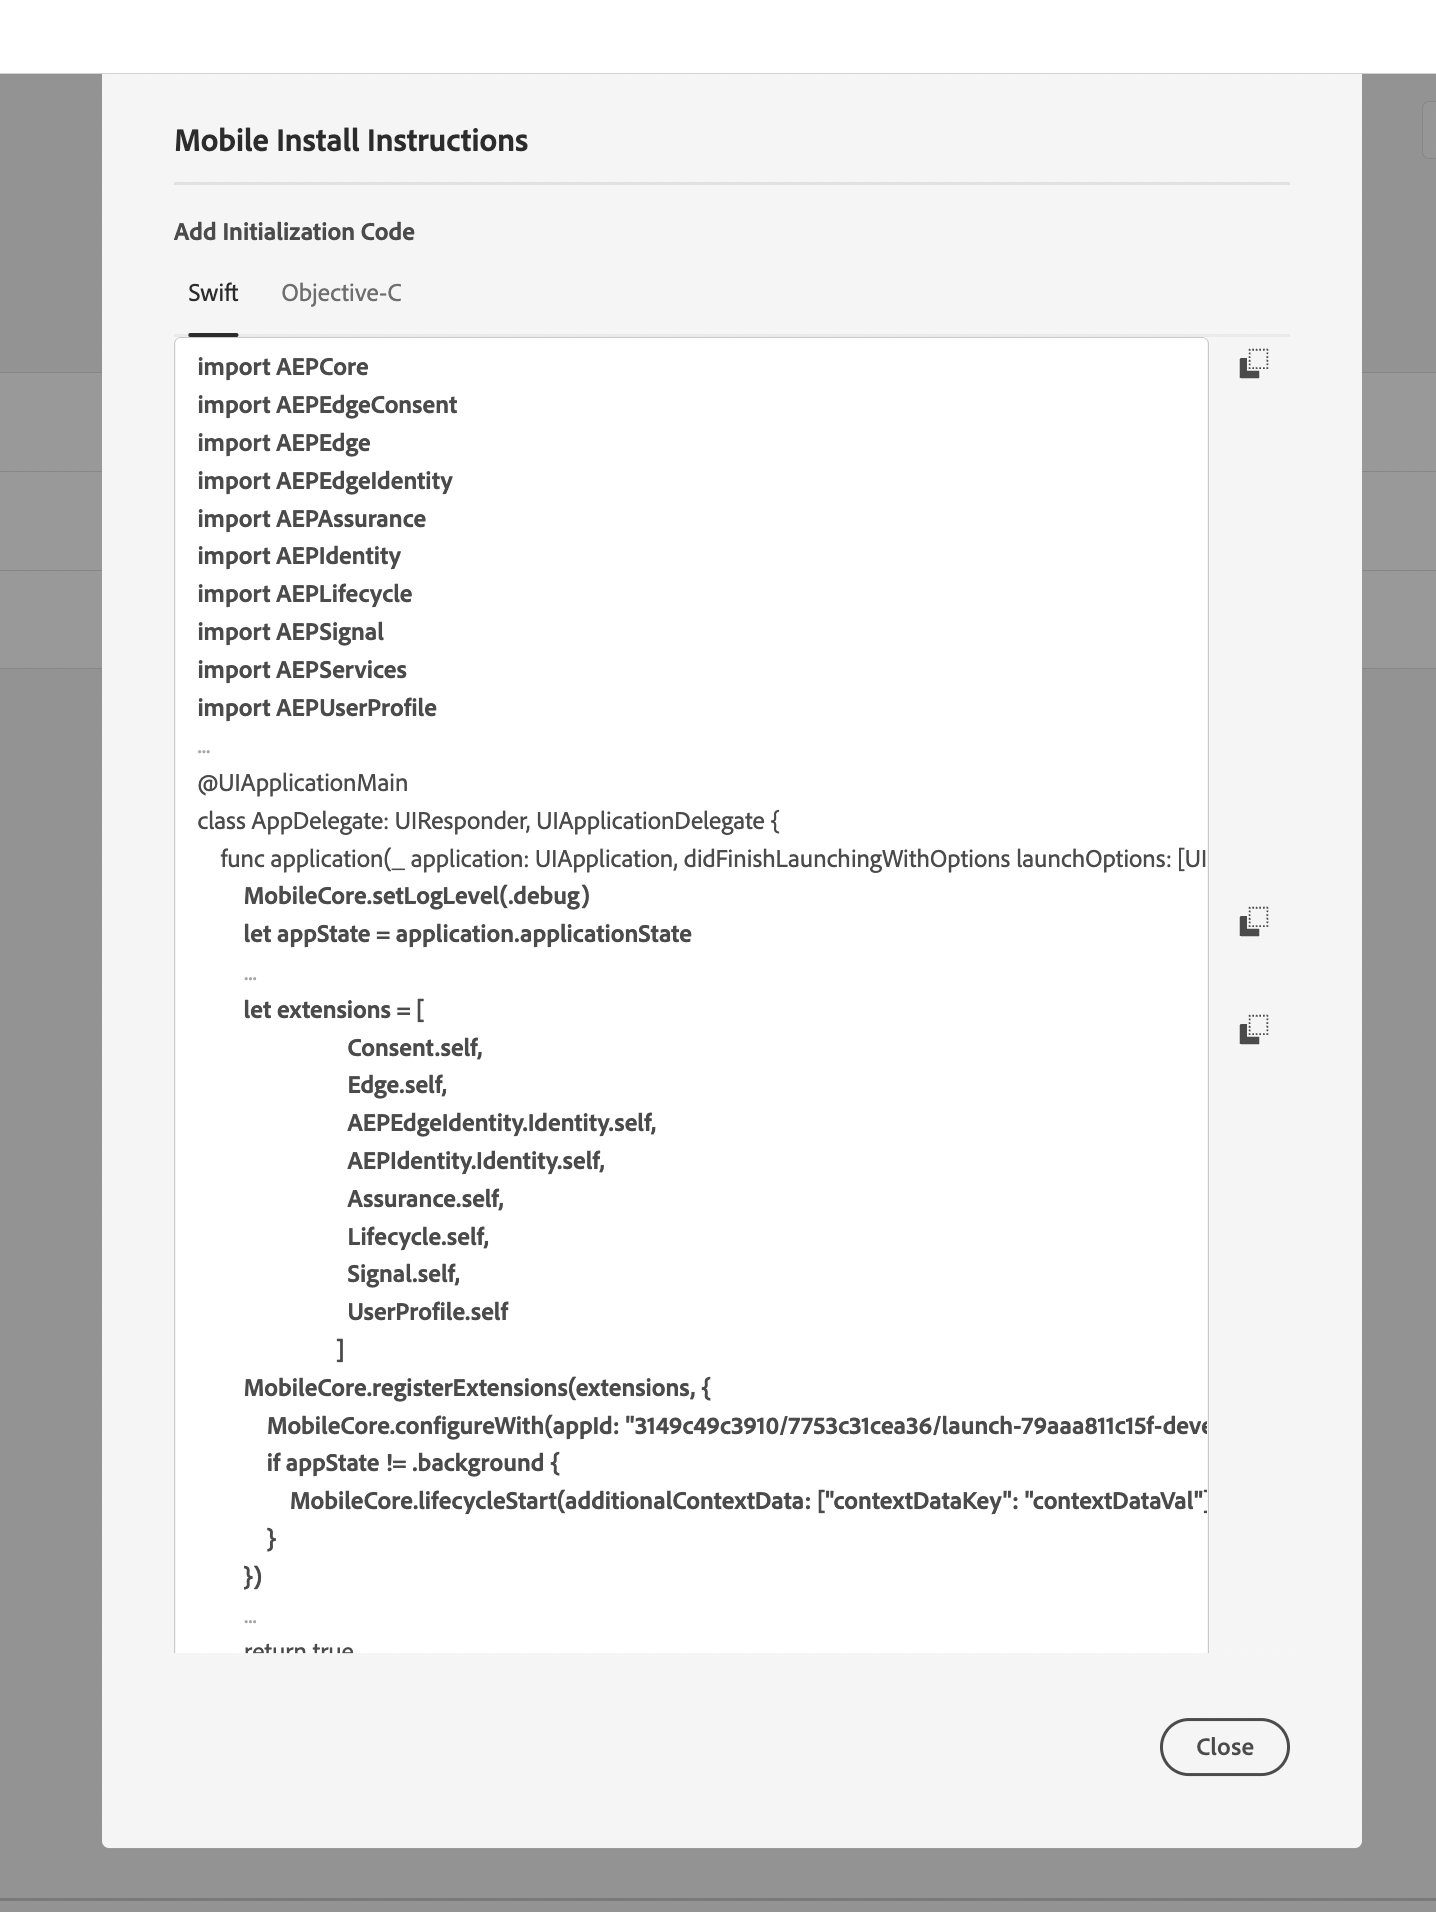 Mobile Install Instructions
Add Initialization Code
Swift Objective-C
import AEPCore
import AEPEdgeConsent
import AEPEdge
import AEPEdgeIdentity
import AEPAssurance
import AEPIdentity
import AEPLifecycle
import AEPSignal
import AEPServices
import AEPUserProfile
...
@UIApplicationMain
class AppDelegate: UIResponder, UIApplicationDelegate {
func application(_ application: UIApplication, didFinishLaunchingWithOptions launchOptions: [UI
MobileCore.setLogLevel(.debug)
let appState = application.applicationState
...
let extensions = [
Consent.self,
Edge.self,
AEPEdgeIdentity.Identity.self,
AEPIdentity.Identity.self,
Assurance.self,
Lifecycle.self,
Signal.self,
UserProfile.self
]
MobileCore.registerExtensions(extensions, {
MobileCore.configureWith(appId: "3149c49c3910/7753c31cea36/launch-79aaa811c15f-deve
if appState != .background {
MobileCore.lifecycleStart(additionalContextData: ["contextDataKey": "contextDataVal"]
}
})
...
return true
Close